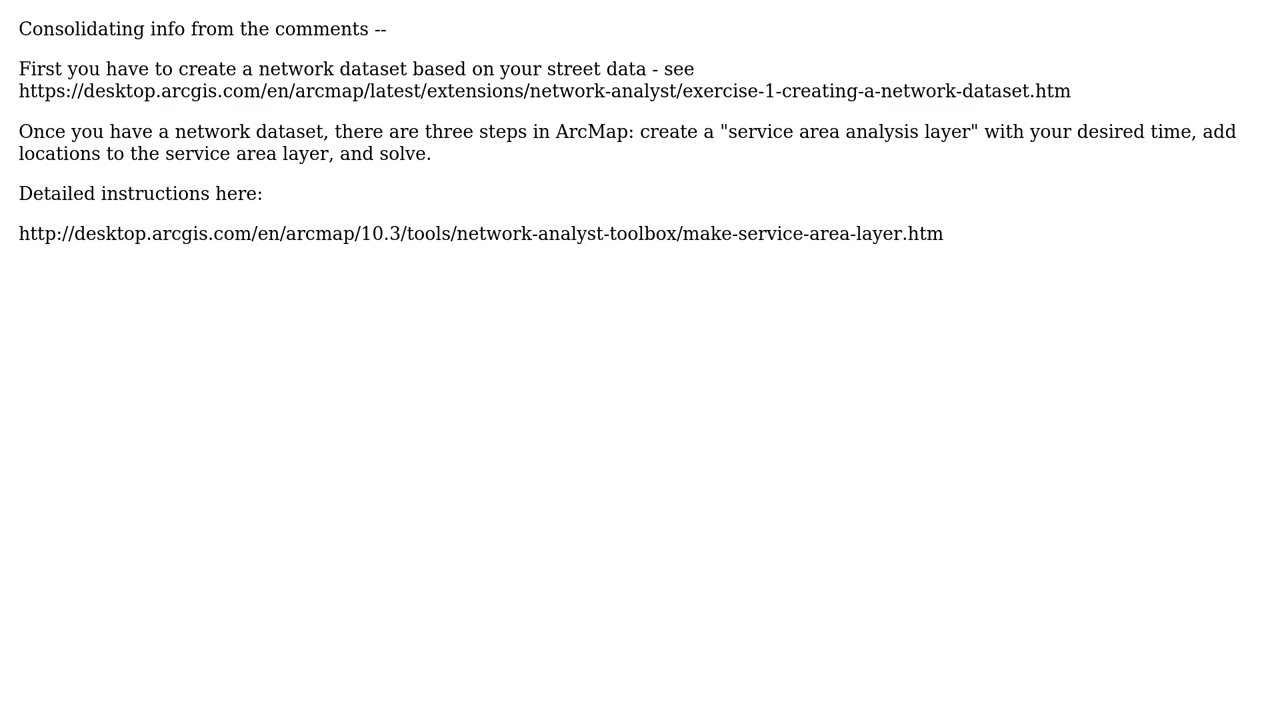 Consolidating info from the comments --
First you have to create a network dataset based on your street data - see
https://desktop.arcgis.com/en/arcmap/latest/extensions/network-analyst/exercise-1-creating-a-network-dataset.htm
Once you have a network dataset, there are three steps in ArcMap: create a "service area analysis layer" with your desired time, add
locations to the service area layer, and solve.
Detailed instructions here:
http://desktop.arcgis.com/en/arcmap/10.3/tools/network-analyst-toolbox/make-service-area-layer.htm